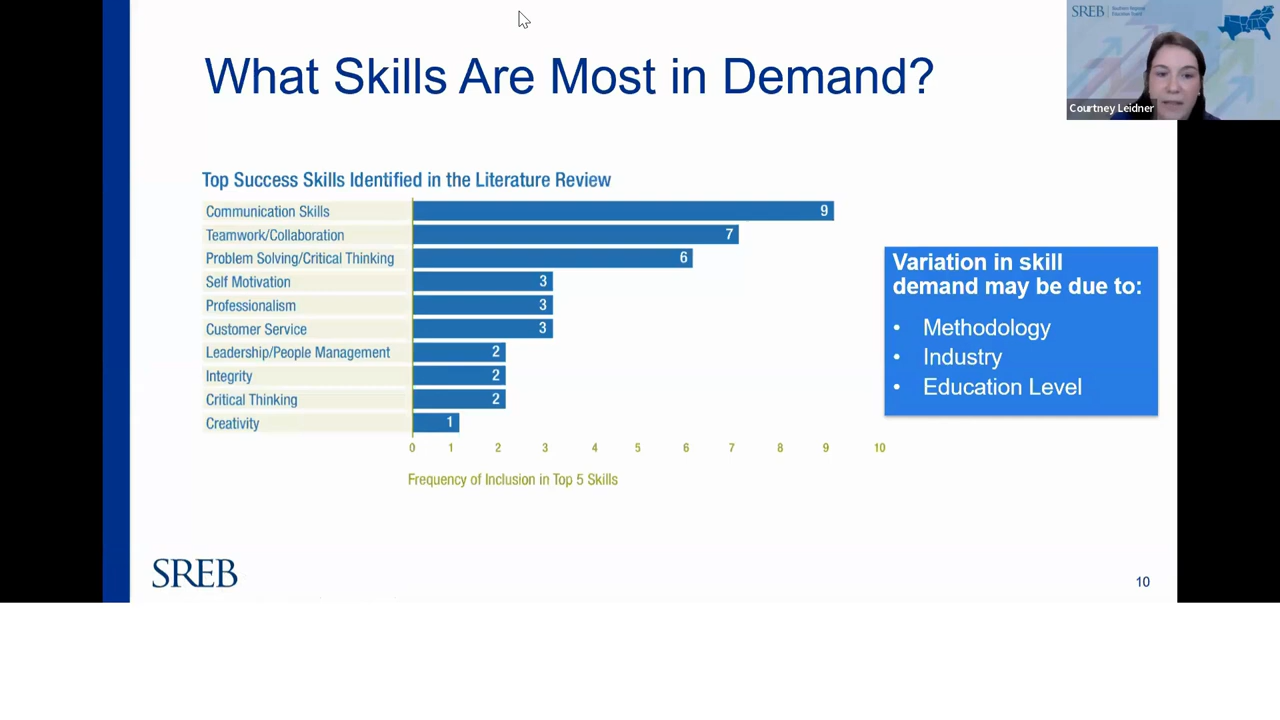 What Skills Are Most in Demand?
SREB
Southern Regional
Education Board
Courtney Leidner
Top Success Skills Identified in the Literature Review
Communication Skills 9
Teamwork/Collaboration 7
Problem Solving/Critical Thinking 6
Self Motivation 3
Professionalism 3
Customer Service 3
Leadership/People Management 2
Integrity 2
Critical Thinking 2
Creativity 1
0 1 2 3 4 5 6 7 8 9 10
Frequency of Inclusion in Top 5 Skills
Variation in skill
demand may be due to:
• Methodology
• Industry
• Education Level
SREB
10